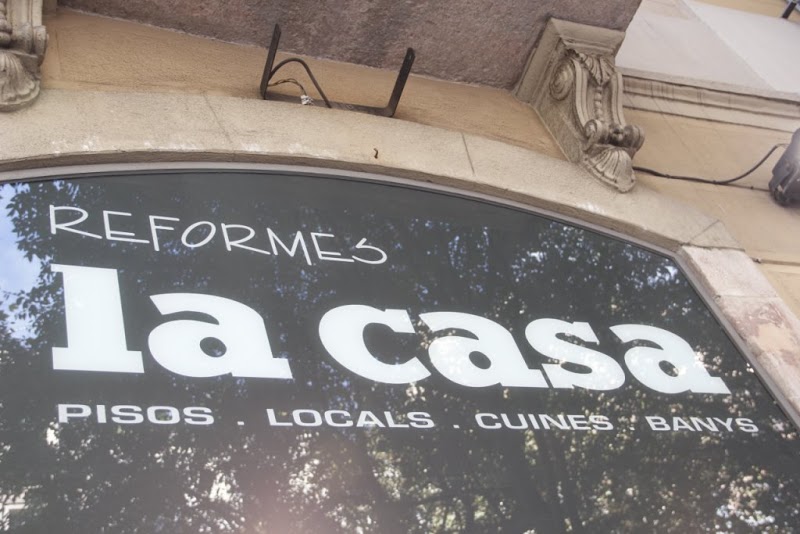 REFORMES
la casa
PISOS . LOCALS . CUINES . BANYS